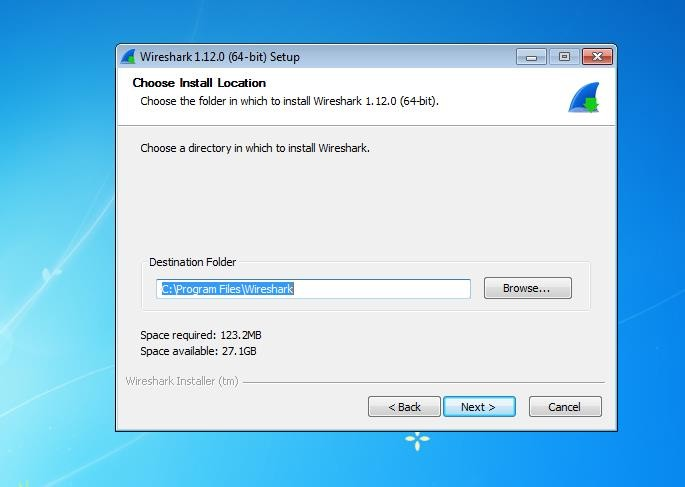 Wireshark 1.12.0 (64-bit) Setup
Choose Install Location
Choose the folder in which to install Wireshark 1.12.0 (64-bit).
Choose a directory in which to install Wireshark.
Destination Folder
C:\Program Files\Wireshark
Browse...
Space required: 123.2MB
Space available: 27.1GB
Wireshark Installer (tm)
< Back Next > Cancel